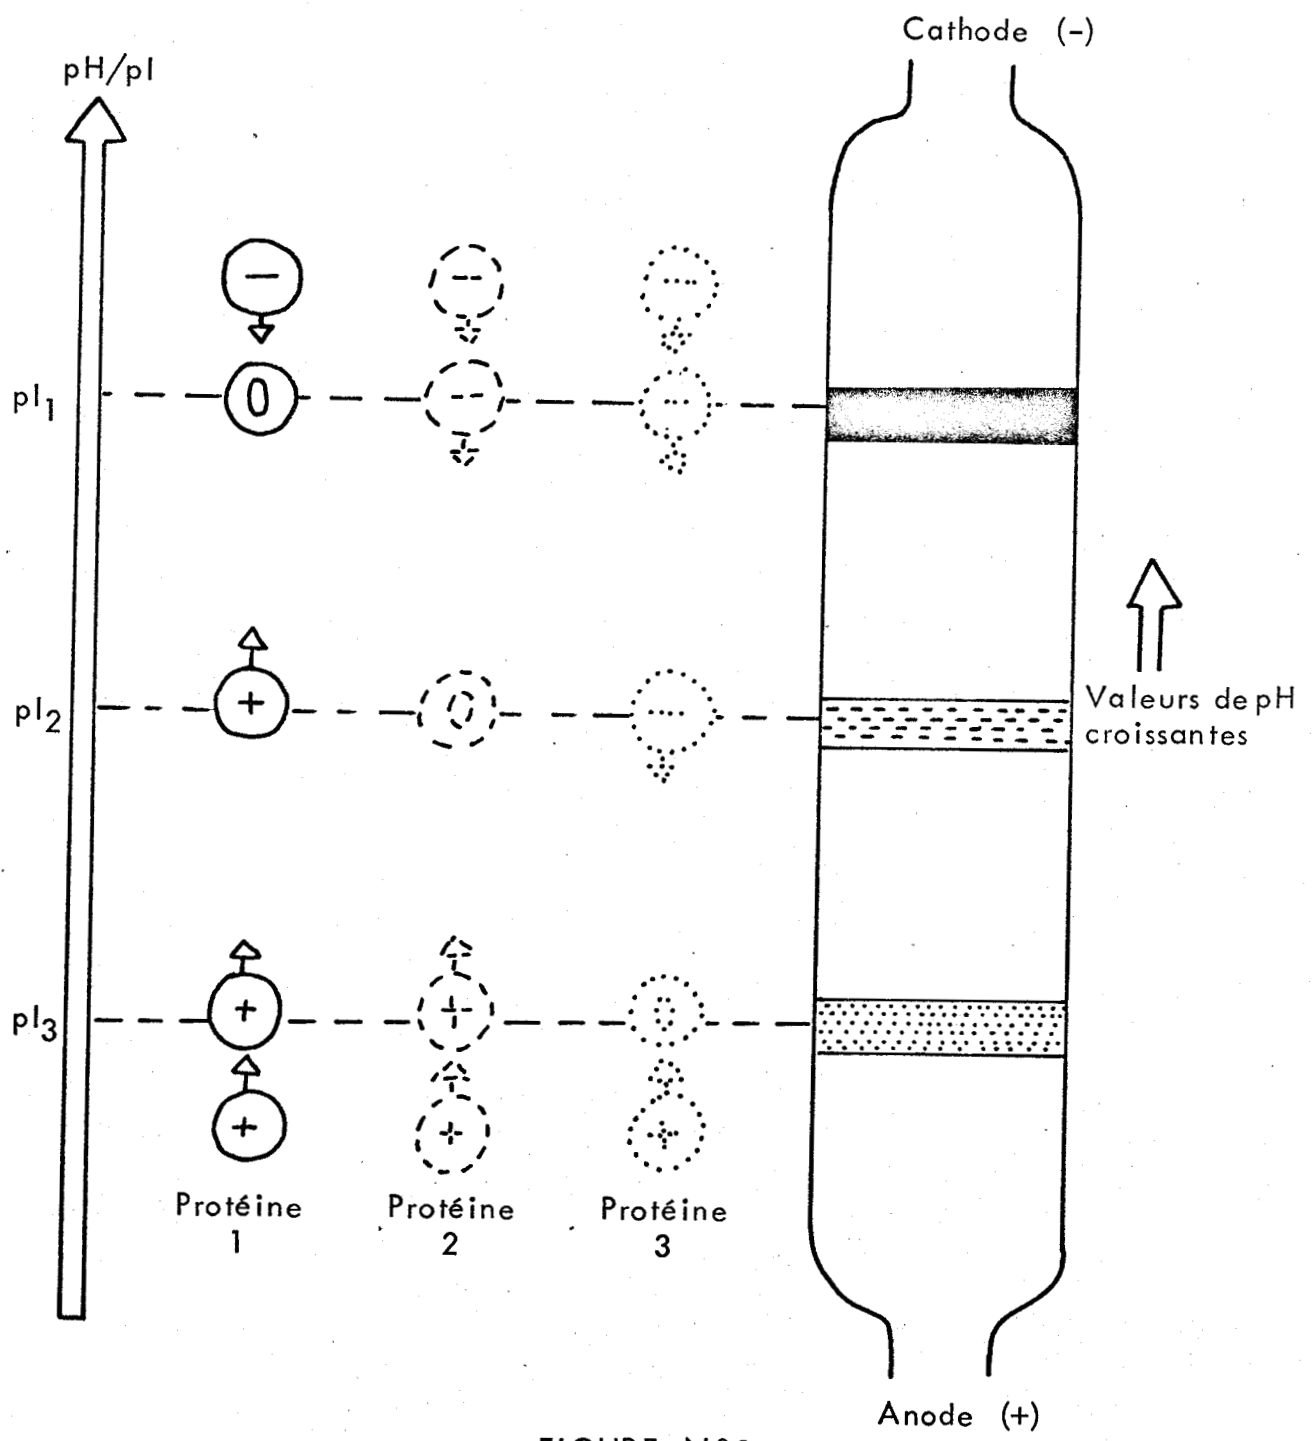 Cathode (-)
pH/pI
pI1
pI2
Valeurs de pH
croissantes
pI3
Protéine
1
Protéine
2
Protéine
3
Anode (+)